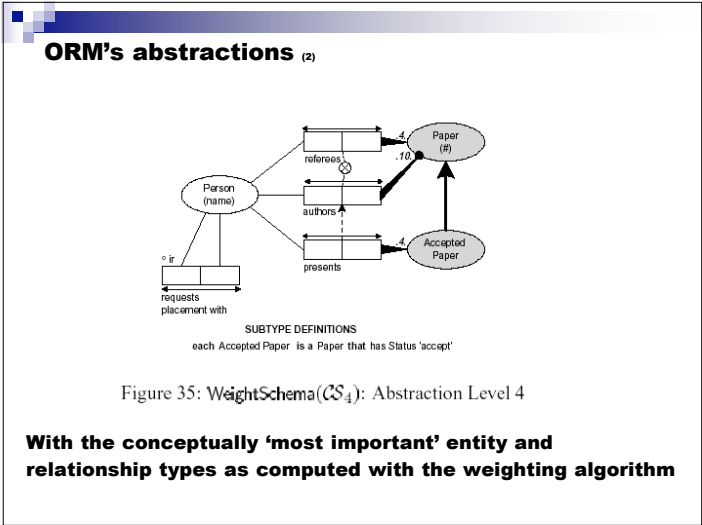 ORM's abstractions (2)
.4.
Paper
(#)
referees
.10.
Person
(name)
authors
.4.
Accepted
Paper
° ir
presents
requests
placement with
SUBTYPE DEFINITIONS
each Accepted Paper is a Paper that has Status 'accept'
Figure 35: WeightSchema(CS4): Abstraction Level 4
With the conceptually ‘most important’ entity and
relationship types as computed with the weighting algorithm